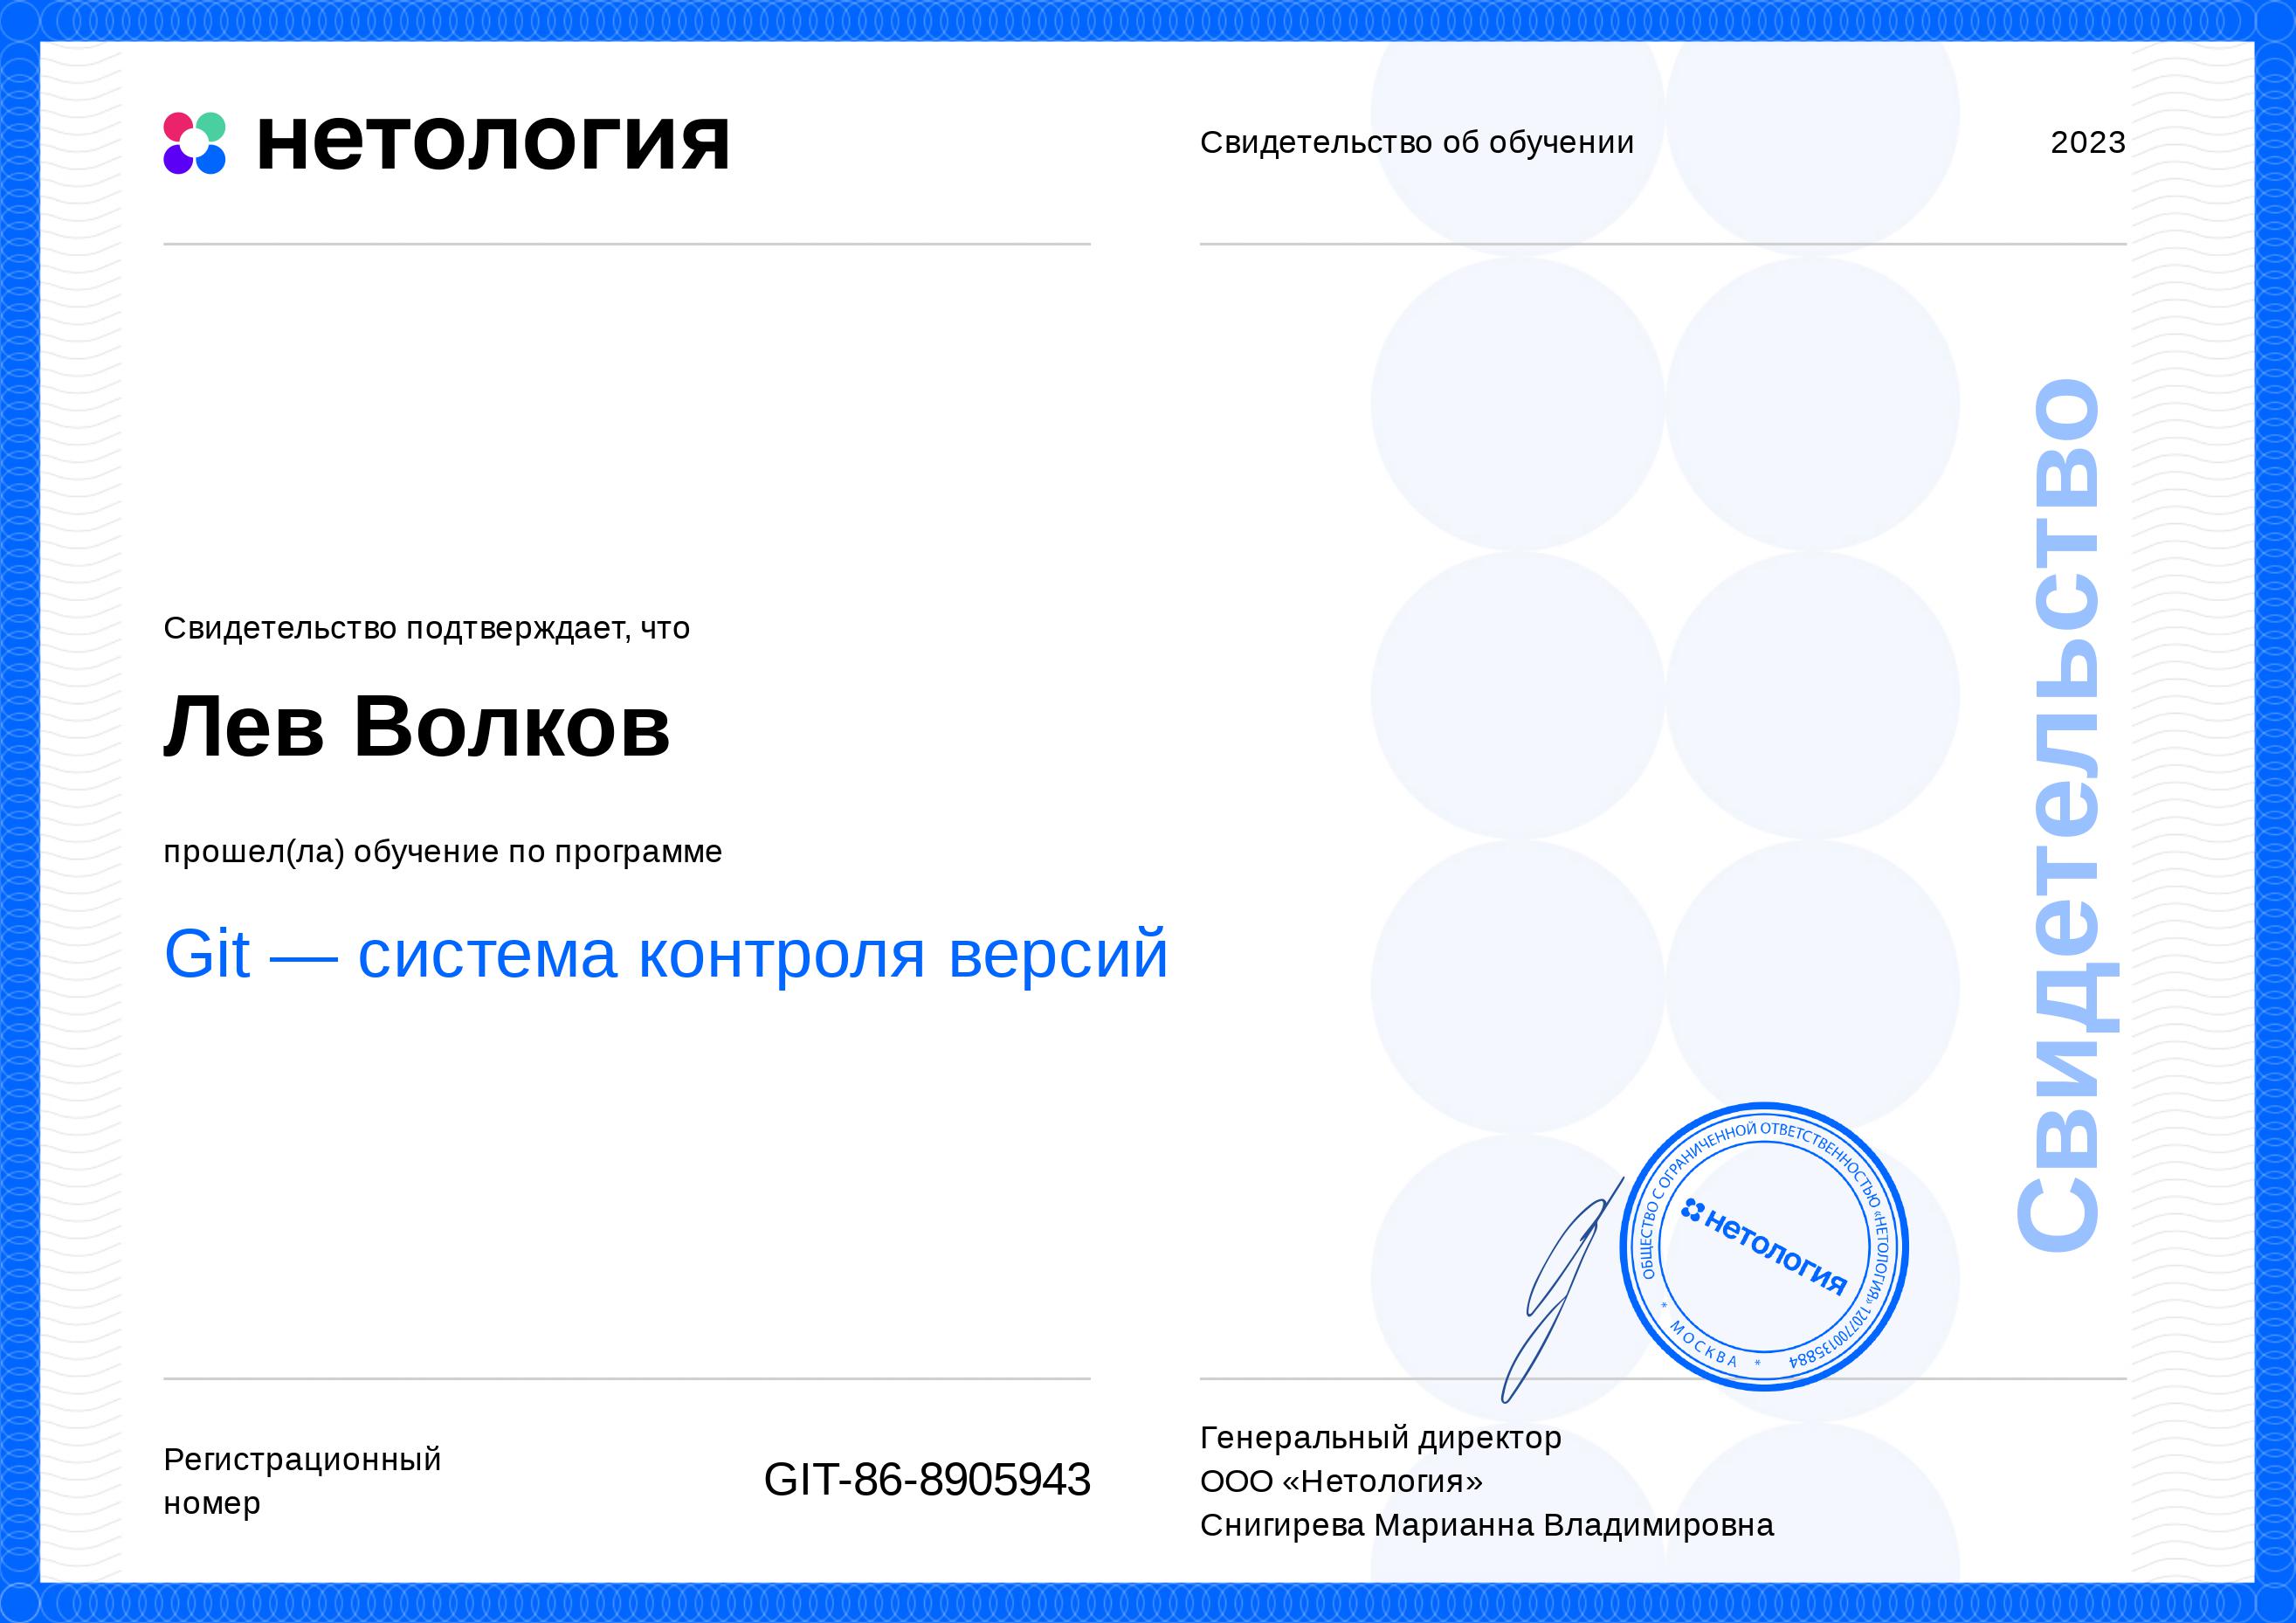 нетология
Свидетельство об обучении
2023
Свидетельство подтверждает, что
Лев Волков
прошел(ла) обучение по программе
Git — система контроля версий
Свидетельство
ОБЩЕСТВО С ОГРАНИЧЕННОЙ ОТВЕТСТВЕННОСТЬЮ «НЕТОЛОГИЯ» 1207700135884
* МОСКВА *
нетология
Регистрационный
номер
GIT-86-8905943
Генеральный директор
ООО «Нетология»
Снигирева Марианна Владимировна